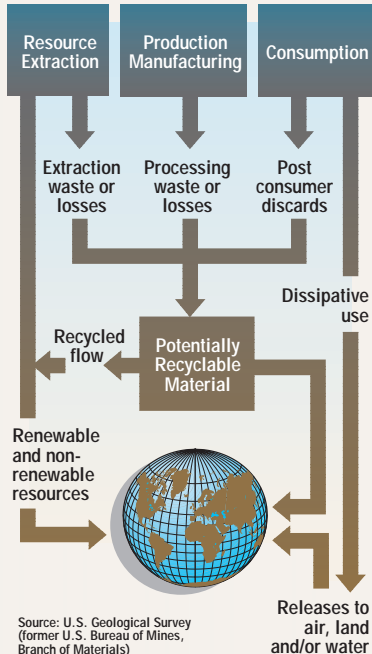 Resource
Extraction
Production
Manufacturing
Consumption
Extraction
waste or
losses
Processing
waste or
losses
Post
consumer
discards
Dissipative
use
Recycled
flow
Potentially
Recyclable
Material
Renewable
and non-
renewable
resources
Releases to
air, land
and/or water
Source: U.S. Geological Survey
(former U.S. Bureau of Mines,
Branch of Materials)